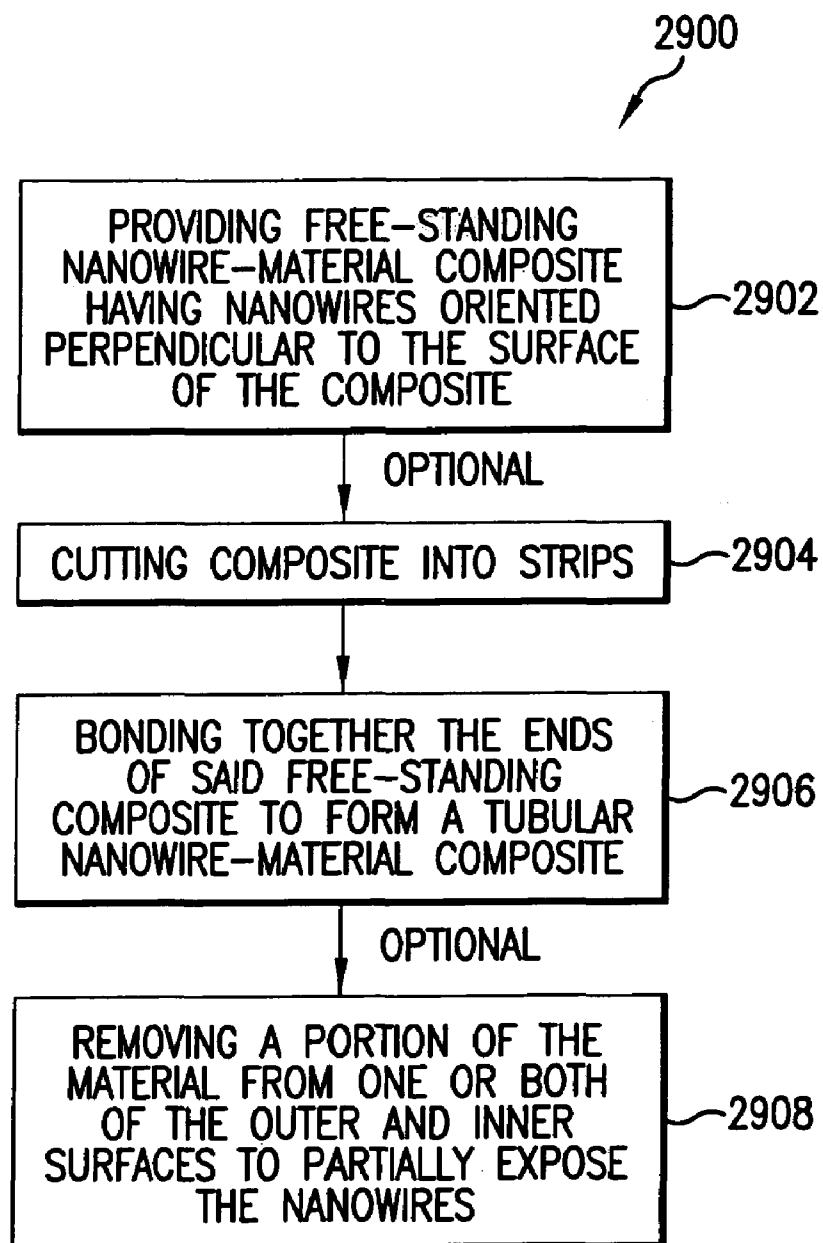 2900
PROVIDING FREE-STANDING
NANOWIRE-MATERIAL COMPOSITE
HAVING NANOWIRES ORIENTED
PERPENDICULAR TO THE SURFACE
OF THE COMPOSITE
2902
OPTIONAL
CUTTING COMPOSITE INTO STRIPS
2904
BONDING TOGETHER THE ENDS
OF SAID FREE-STANDING
COMPOSITE TO FORM A TUBULAR
NANOWIRE-MATERIAL COMPOSITE
2906
OPTIONAL
REMOVING A PORTION OF THE
MATERIAL FROM ONE OR BOTH
OF THE OUTER AND INNER
SURFACES TO PARTIALLY EXPOSE
THE NANOWIRES
2908